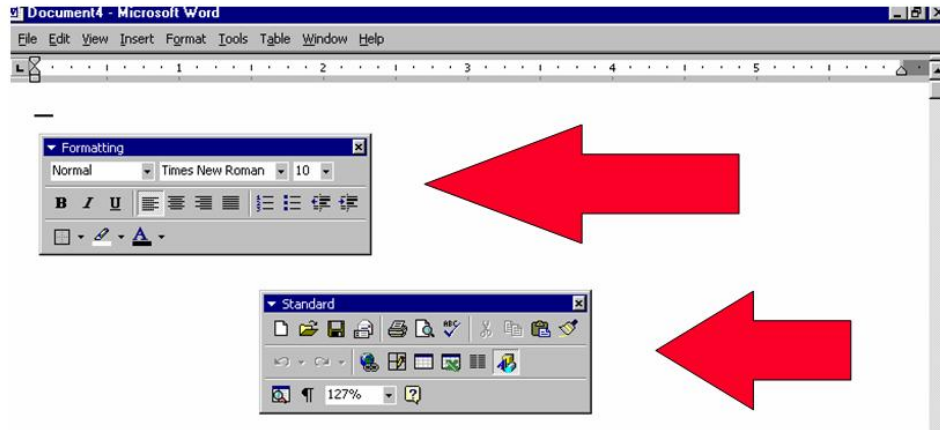 Document4 - Microsoft Word
File Edit View Insert Format Tools Table Window Help
1 2 3 4 5
Formatting
Normal Times New Roman 10
B I U
A
Standard
ABC
¶ 127%